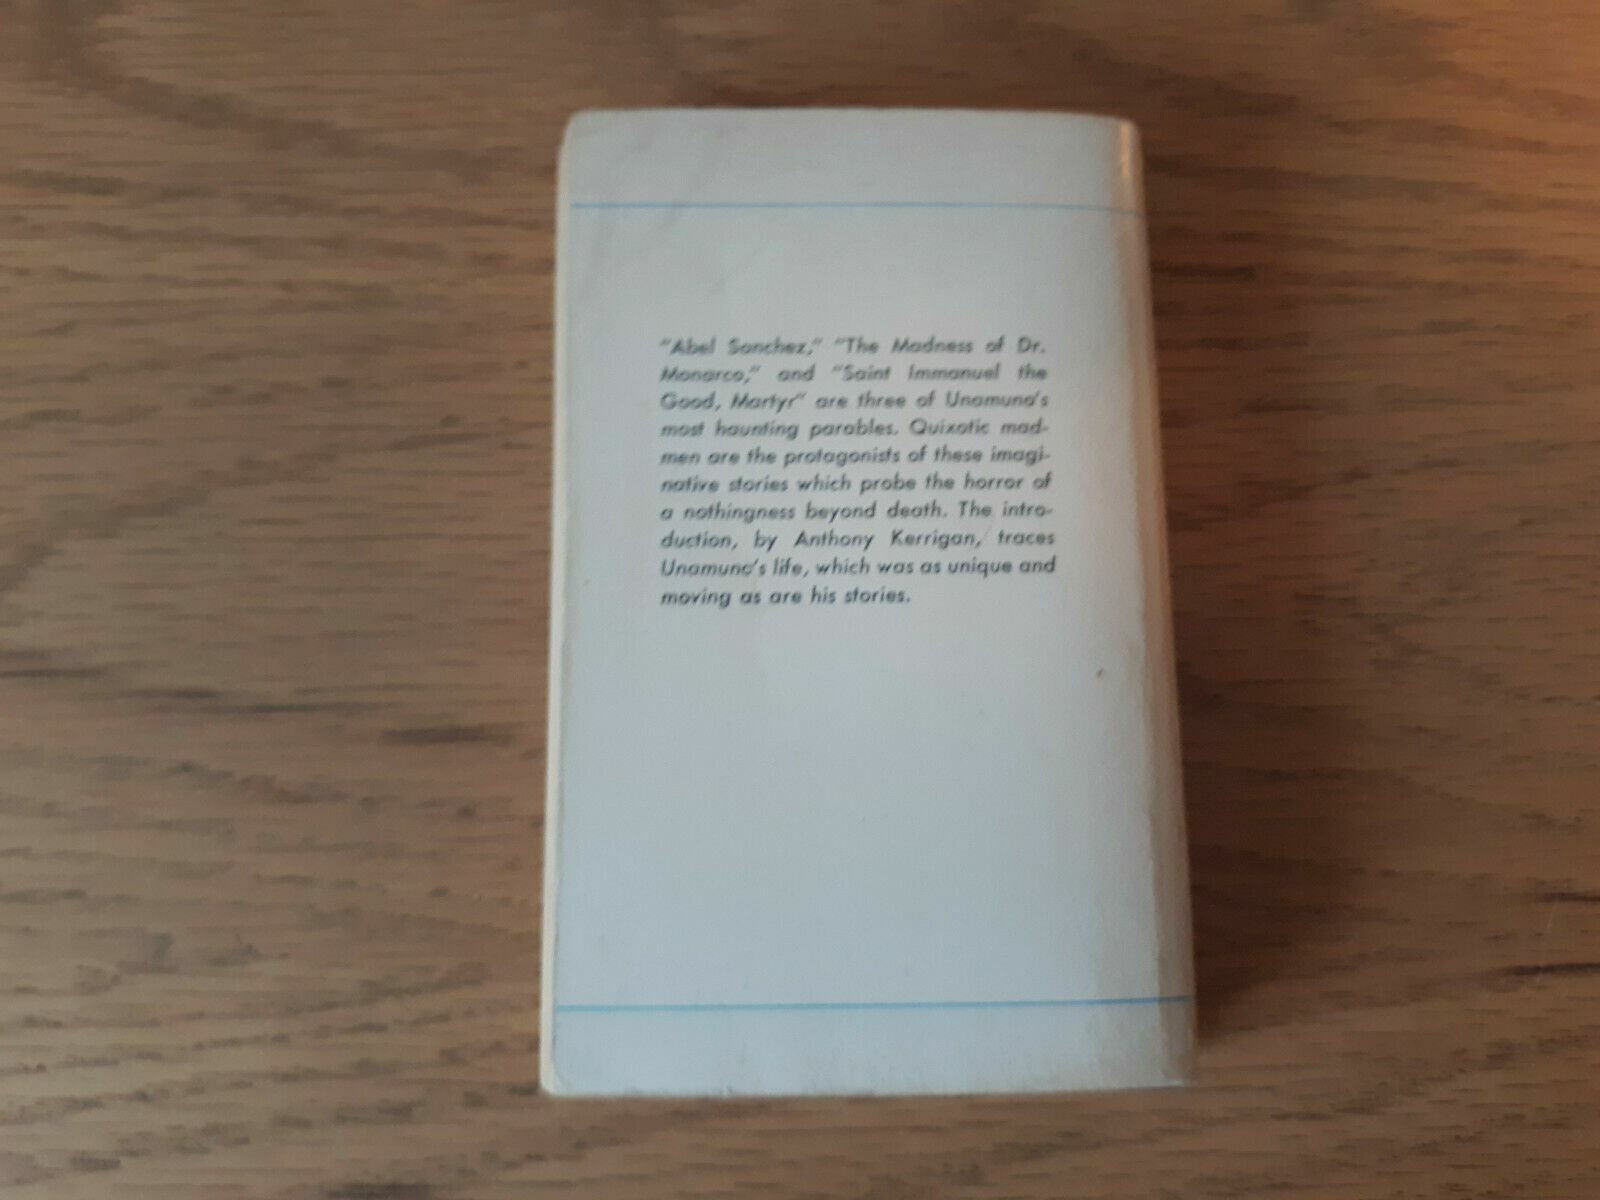 "Abel Sanchez," "The Madness of Dr.
Monarco," and "Saint Immanuel the
Good, Martyr" are three of Unamuno's
most haunting parables. Quixotic mad-
men are the protagonists of these imagi-
native stories which probe the horror of
a nothingness beyond death. The intro-
duction, by Anthony Kerrigan, traces
Unamuno's life, which was as unique and
moving as are his stories.